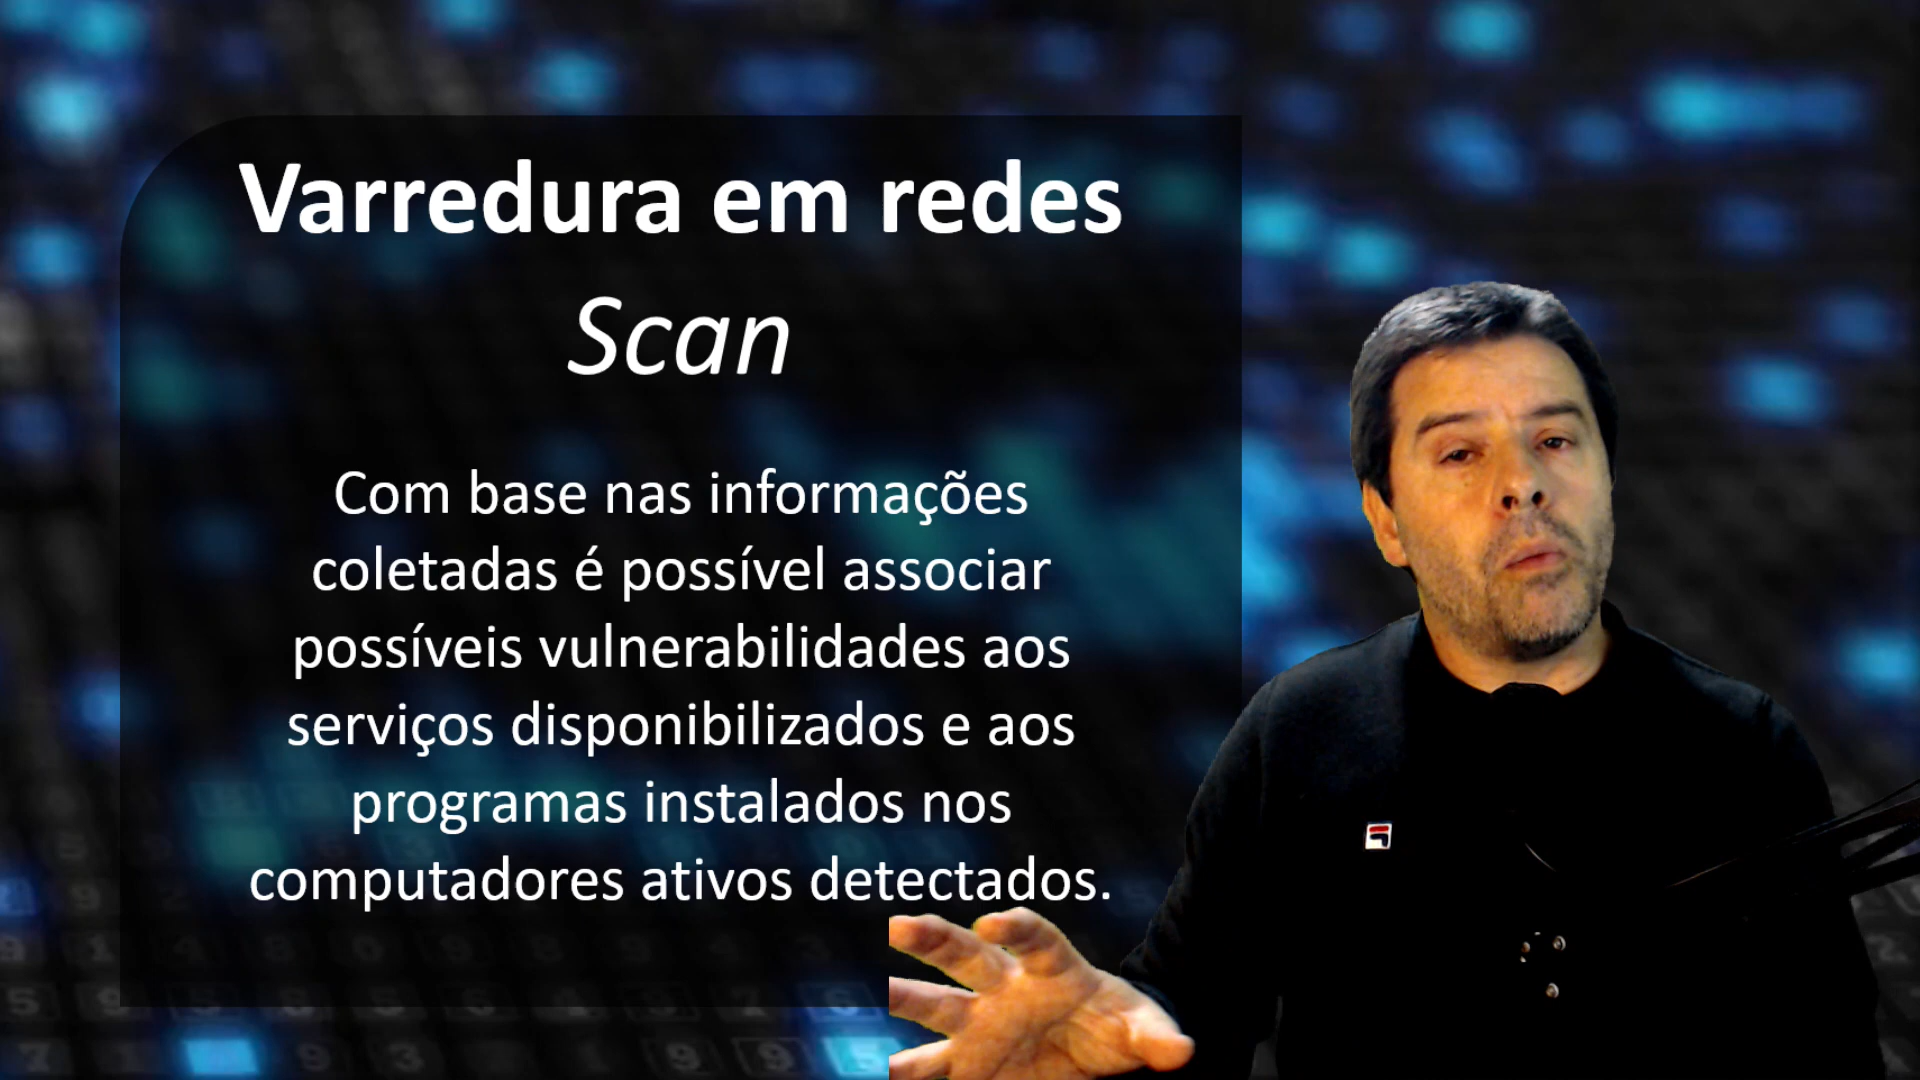 Varredura em redes
Scan
Com base nas informações
coletadas é possível associar
possíveis vulnerabilidades aos
serviços disponibilizados e aos
programas instalados nos
computadores ativos detectados.